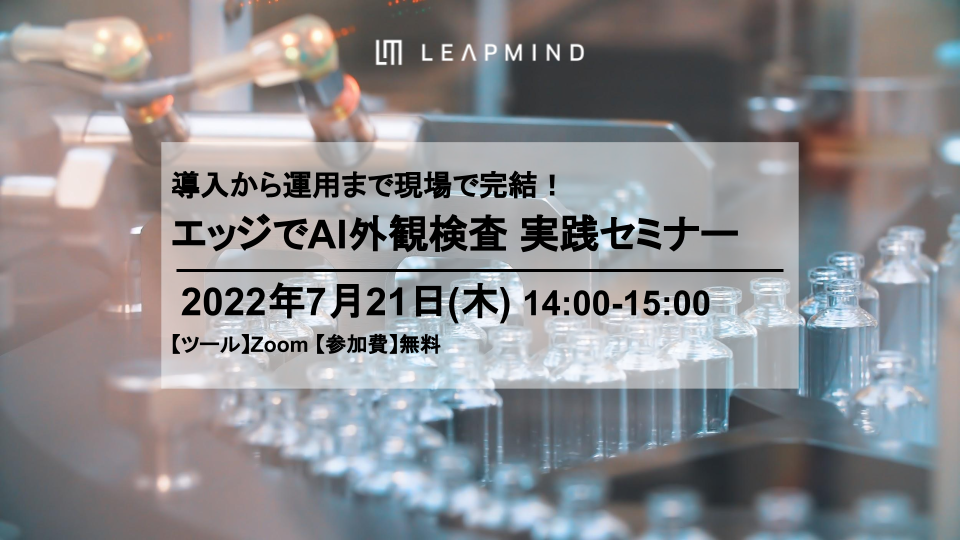 LEAPMIND
導入から運用まで現場で完結！
エッジでAI外観検査 実践セミナー
2022年7月21日(木) 14:00-15:00
【ツール】Zoom【参加費】無料